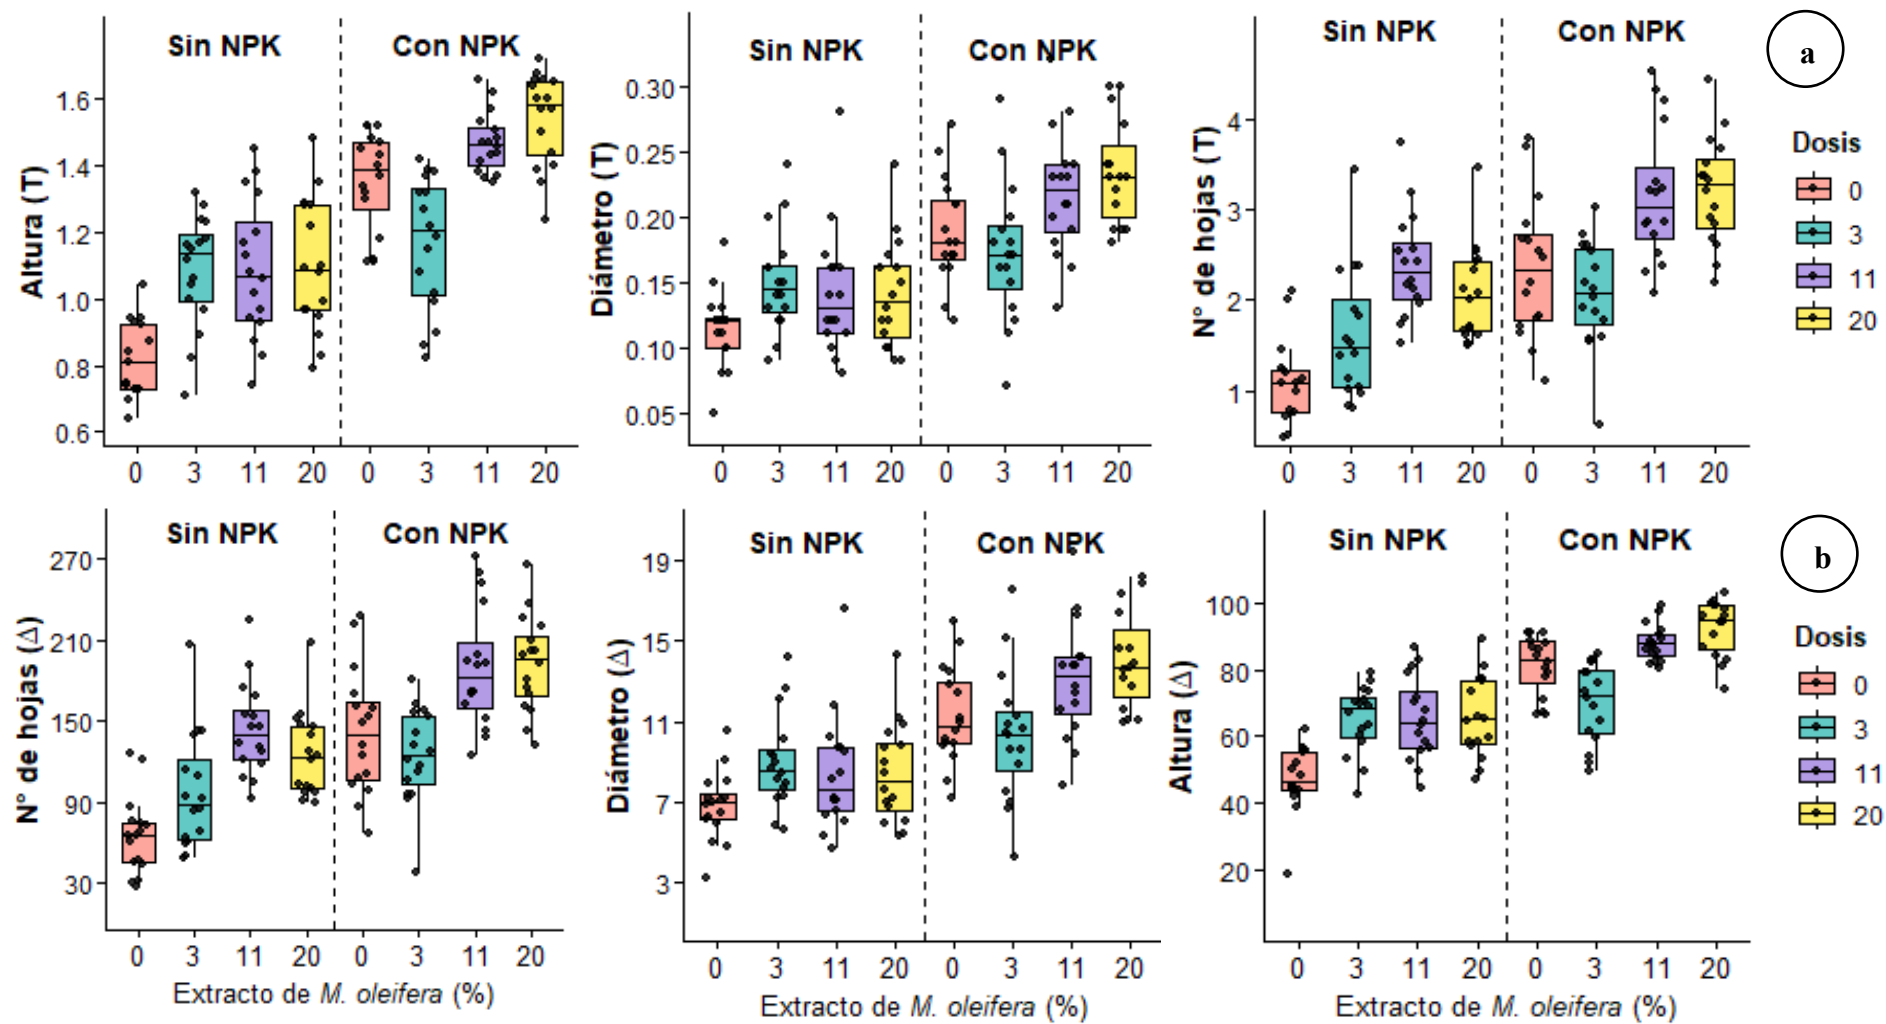 Sin NPK
Con NPK
Altura (T)
1.6
1.4
1.2
1.0
0.8
0.6
0 3 11 20 0 3 11 20
Sin NPK
Con NPK
Diámetro (T)
0.30
0.25
0.20
0.15
0.10
0.05
0 3 11 20 0 3 11 20
Sin NPK
Con NPK
N° de hojas (T)
4
3
2
1
0 3 11 20 0 3 11 20
a
Dosis
0
3
11
20
Sin NPK
Con NPK
N° de hojas (Δ)
270
210
150
90
30
0 3 11 20 0 3 11 20
Extracto de M. oleifera (%)
Sin NPK
Con NPK
Diámetro (Δ)
19
15
11
7
3
0 3 11 20 0 3 11 20
Extracto de M. oleifera (%)
Sin NPK
Con NPK
Altura (Δ)
100
80
60
40
20
0 3 11 20 0 3 11 20
Extracto de M. oleifera (%)
b
Dosis
0
3
11
20